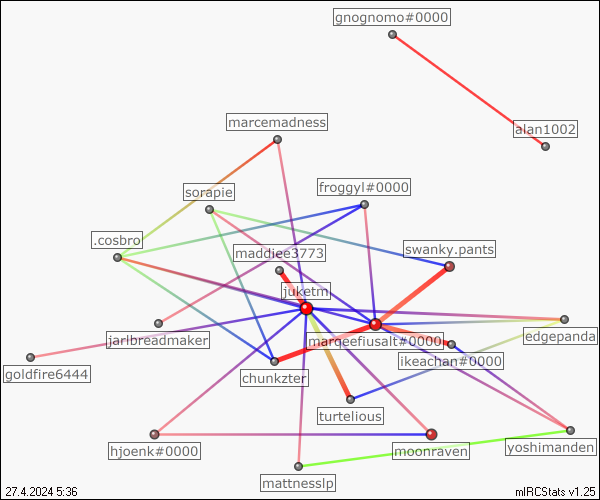 gnognomo#0000
marcemadness
alan1002
froggyl#0000
sorapie
.cosbro
swanky.pants
maddiee3773
juketm
jarlbreadmaker
marqeefiusalt#0000
edgepanda
ikeachan#0000
goldfire6444
chunkzter
turtelious
hjoenk#0000
moonraven
yoshimanden
mattnesslp
27.4.2024 5:36
mIRCStats v1.25